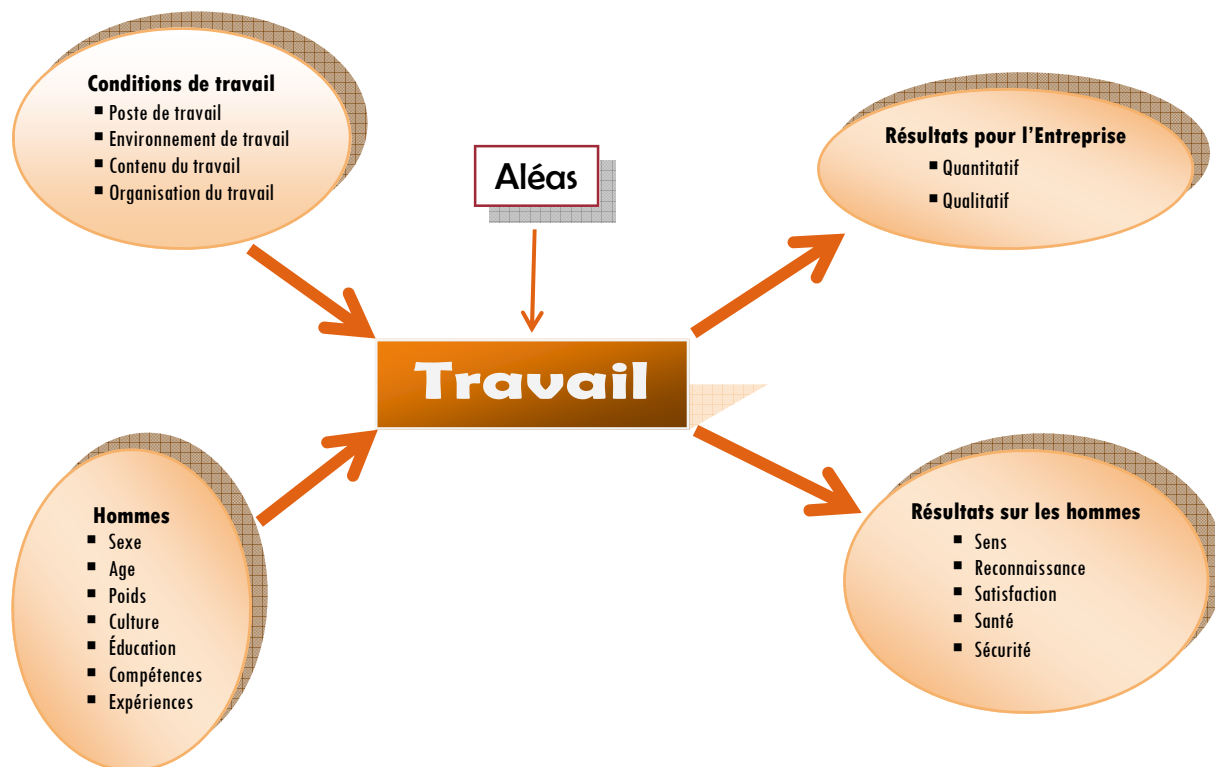 Conditions de travail
▪ Poste de travail
▪ Environnement de travail
▪ Contenu du travail
▪ Organisation du travail
Aléas
Résultats pour l'Entreprise
▪ Quantitatif
▪ Qualitatif
Travail
Hommes
▪ Sexe
▪ Age
▪ Poids
▪ Culture
▪ Éducation
▪ Compétences
▪ Expériences
Résultats sur les hommes
▪ Sens
▪ Reconnaissance
▪ Satisfaction
▪ Santé
▪ Sécurité